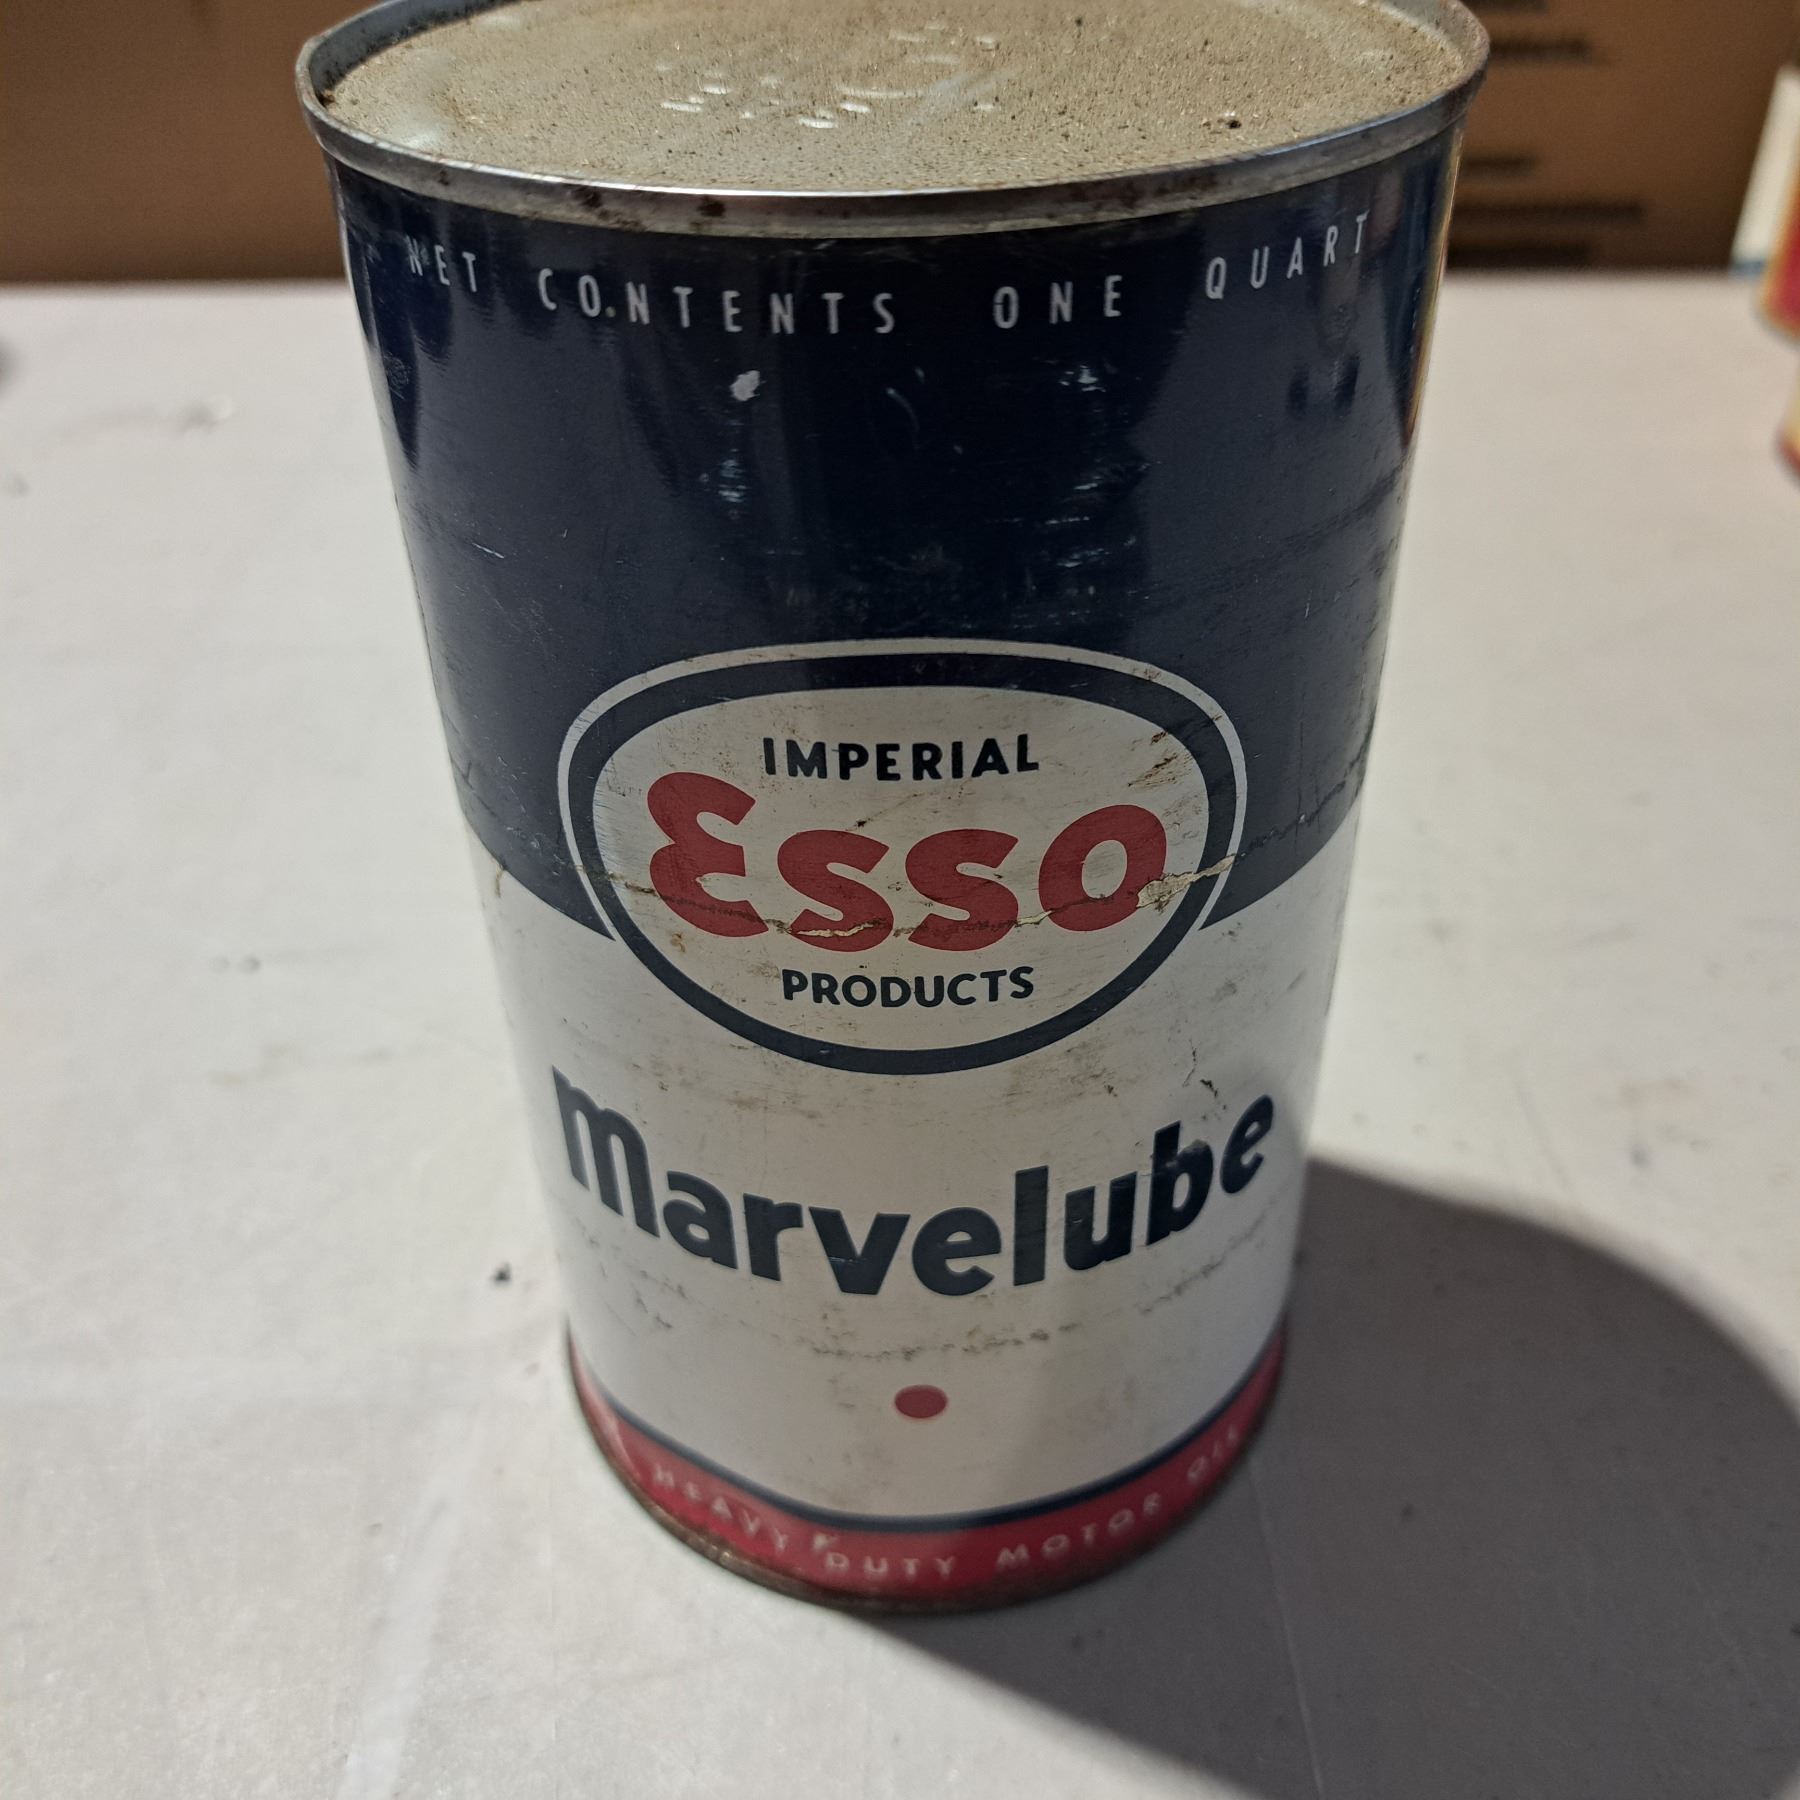 NET CONTENTS ONE QUART
IMPERIAL
Esso
PRODUCTS
marvelube
HEAVY DUTY MOTOR OIL